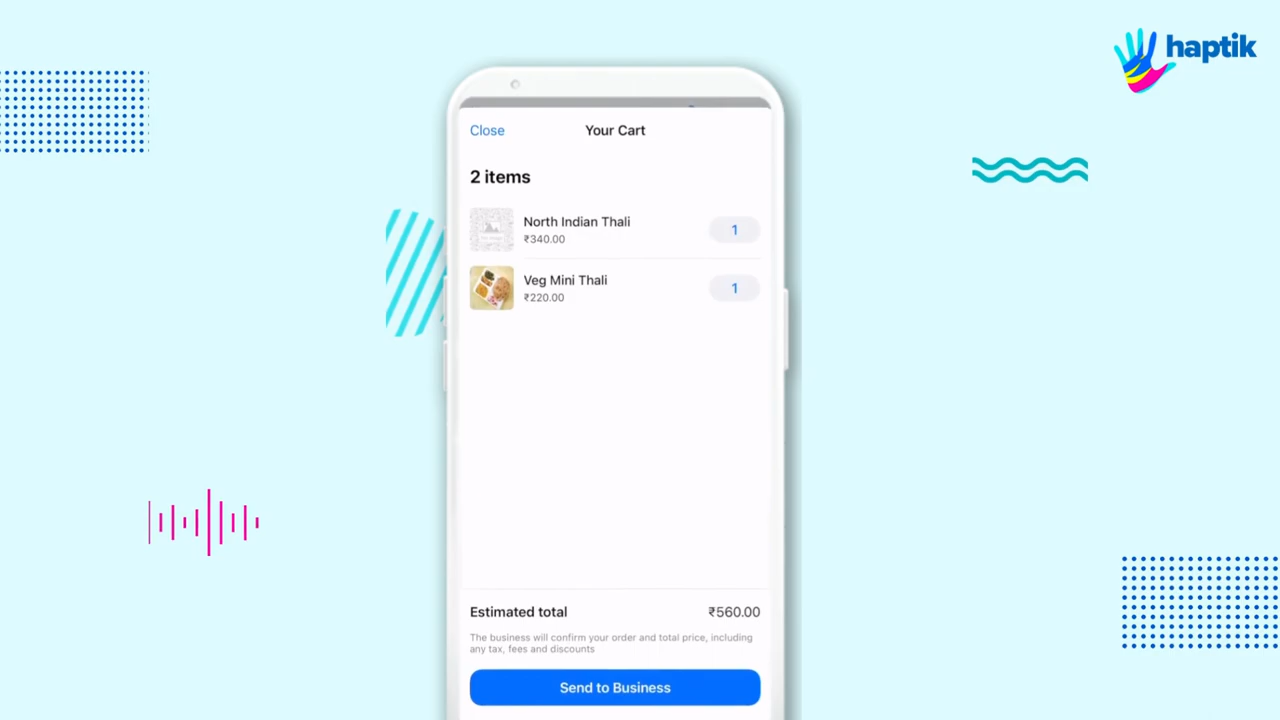 haptik
Close
Your Cart
2 items
North Indian Thali
₹340.00
1
Veg Mini Thali
₹220.00
1
Estimated total
₹560.00
The business will confirm your order and total price, including
any tax, fees and discounts
Send to Business